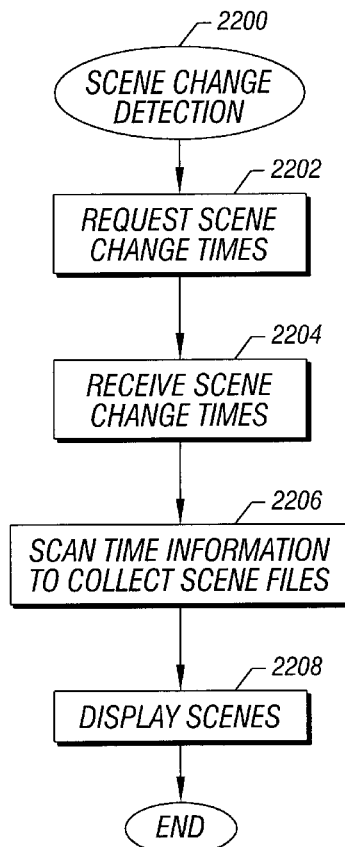 2200
SCENE CHANGE
DETECTION
2202
REQUEST SCENE
CHANGE TIMES
2204
RECEIVE SCENE
CHANGE TIMES
2206
SCAN TIME INFORMATION
TO COLLECT SCENE FILES
2208
DISPLAY SCENES
END